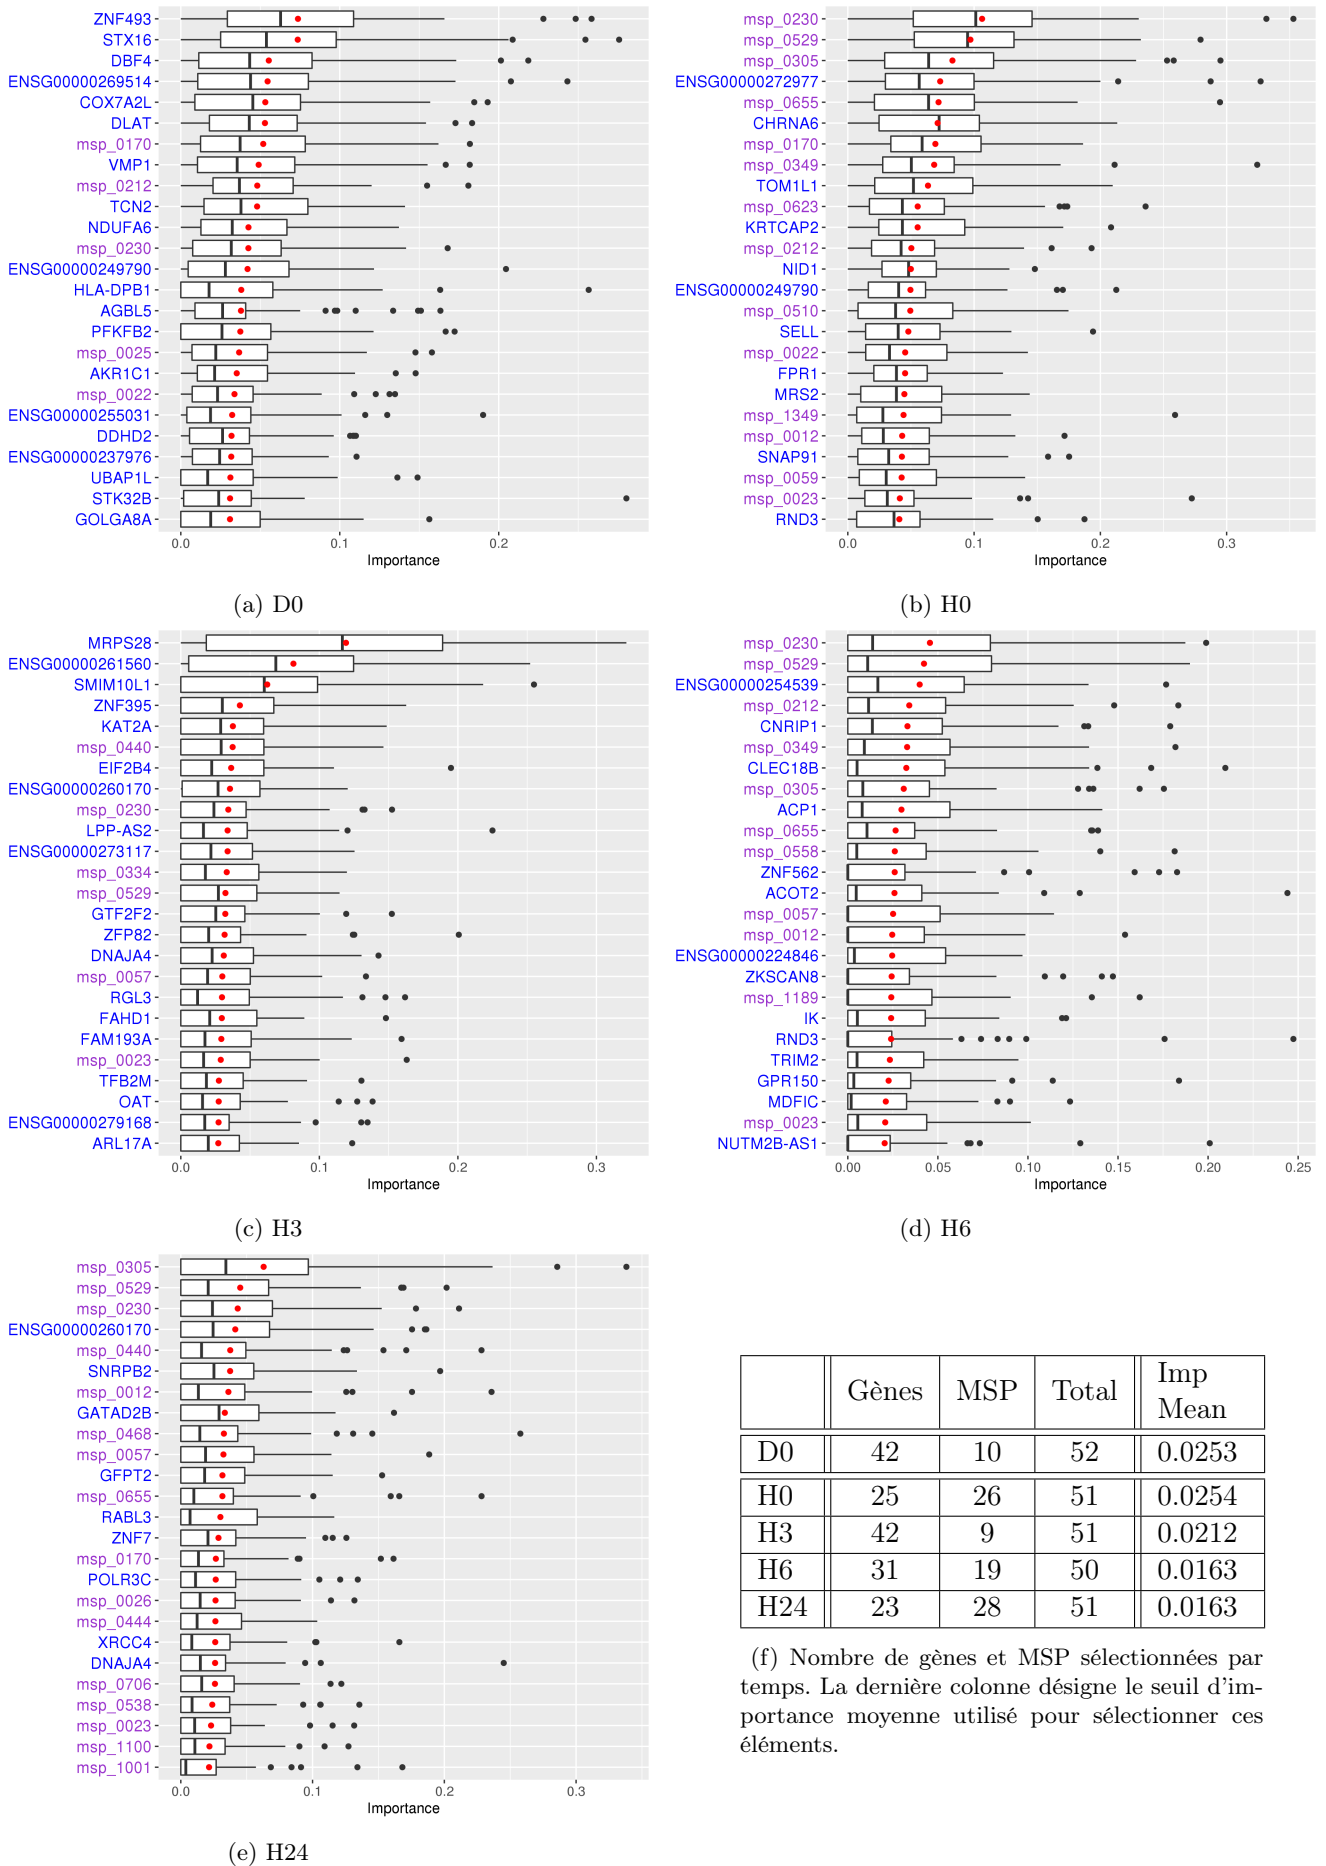 ZNF493
STX16
DBF4
ENSG00000269514
COX7A2L
DLAT
msp_0170
VMP1
msp_0212
TCN2
NDUFA6
msp_0230
ENSG00000249790
HLA-DPB1
AGBL5
PFKFB2
msp_0025
AKR1C1
msp_0022
ENSG00000255031
DDHD2
ENSG00000237976
UBAP1L
STK32B
GOLGA8A
0.0 0.1 0.2
Importance
(a) D0
msp_0230
msp_0529
msp_0305
ENSG00000272977
msp_0655
CHRNA6
msp_0170
msp_0349
TOM1L1
msp_0623
KRTCAP2
msp_0212
NID1
ENSG00000249790
msp_0510
SELL
msp_0022
FPR1
MRS2
msp_1349
msp_0012
SNAP91
msp_0059
msp_0023
RND3
0.0 0.1 0.2 0.3
Importance
(b) H0
MRPS28
ENSG00000261560
SMIM10L1
ZNF395
KAT2A
msp_0440
EIF2B4
ENSG00000260170
msp_0230
LPP-AS2
ENSG00000273117
msp_0334
msp_0529
GTF2F2
ZFP82
DNAJA4
msp_0057
RGL3
FAHD1
FAM193A
msp_0023
TFB2M
OAT
ENSG00000279168
ARL17A
0.0 0.1 0.2 0.3
Importance
(c) H3
msp_0230
msp_0529
ENSG00000254539
msp_0212
CNRIP1
msp_0349
CLEC18B
msp_0305
ACP1
msp_0655
msp_0558
ZNF562
ACOT2
msp_0057
msp_0012
ENSG00000224846
ZKSCAN8
msp_1189
IK
RND3
TRIM2
GPR150
MDFIC
msp_0023
NUTM2B-AS1
0.00 0.05 0.10 0.15 0.20 0.25
Importance
(d) H6
msp_0305
msp_0529
msp_0230
ENSG00000260170
msp_0440
SNRPB2
msp_0012
GATAD2B
msp_0468
msp_0057
GFPT2
msp_0655
RABL3
ZNF7
msp_0170
POLR3C
msp_0026
msp_0444
XRCC4
DNAJA4
msp_0706
msp_0538
msp_0023
msp_1100
msp_1001
0.0 0.1 0.2 0.3
Importance
(e) H24
Gènes MSP Total Imp Mean
D0 42 10 52 0.0253
H0 25 26 51 0.0254
H3 42 9 51 0.0212
H6 31 19 50 0.0163
H24 23 28 51 0.0163
(f) Nombre de gènes et MSP sélectionnées par
temps. La dernière colonne désigne le seuil d'im-
portance moyenne utilisé pour sélectionner ces
éléments.